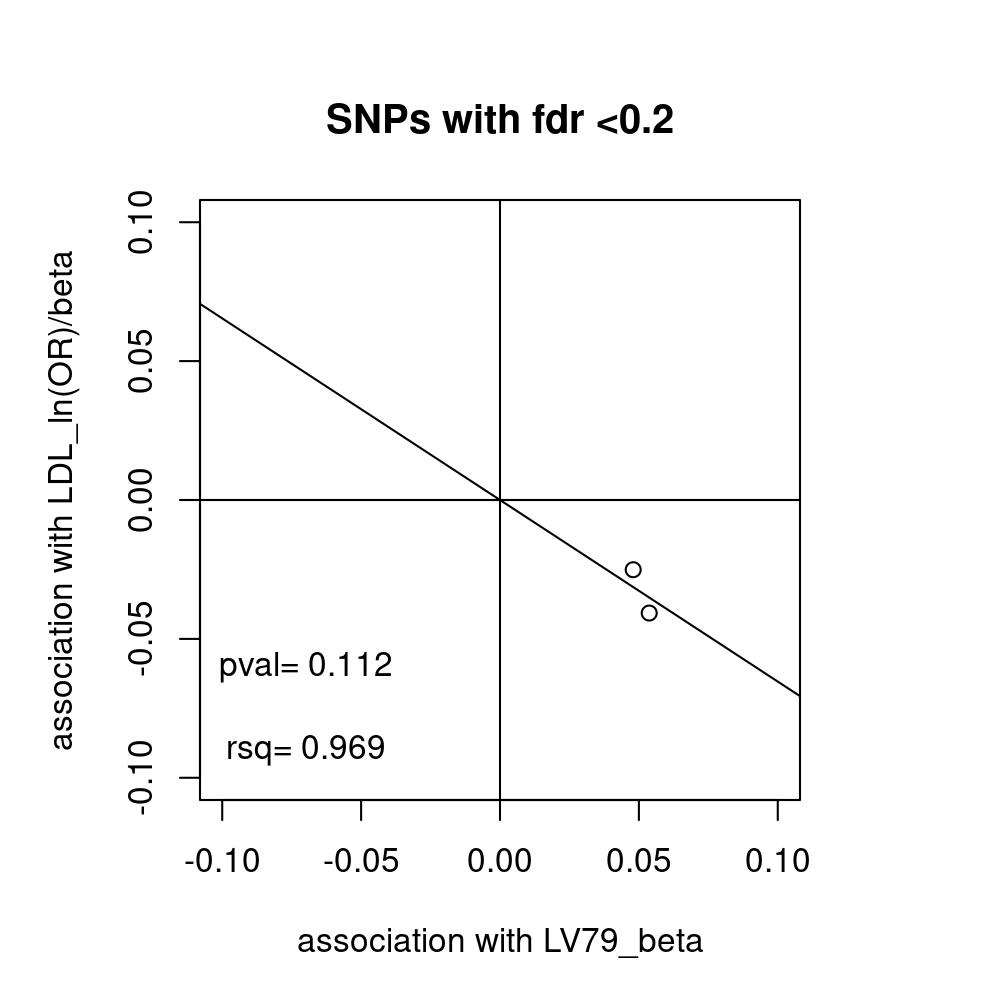 SNPs with fdr <0.2
association with LDL_ln(OR)/beta
0.10
0.05
0.00
-0.05
-0.10
pval= 0.112
rsq= 0.969
-0.10 -0.05 0.00 0.05 0.10
association with LV79_beta